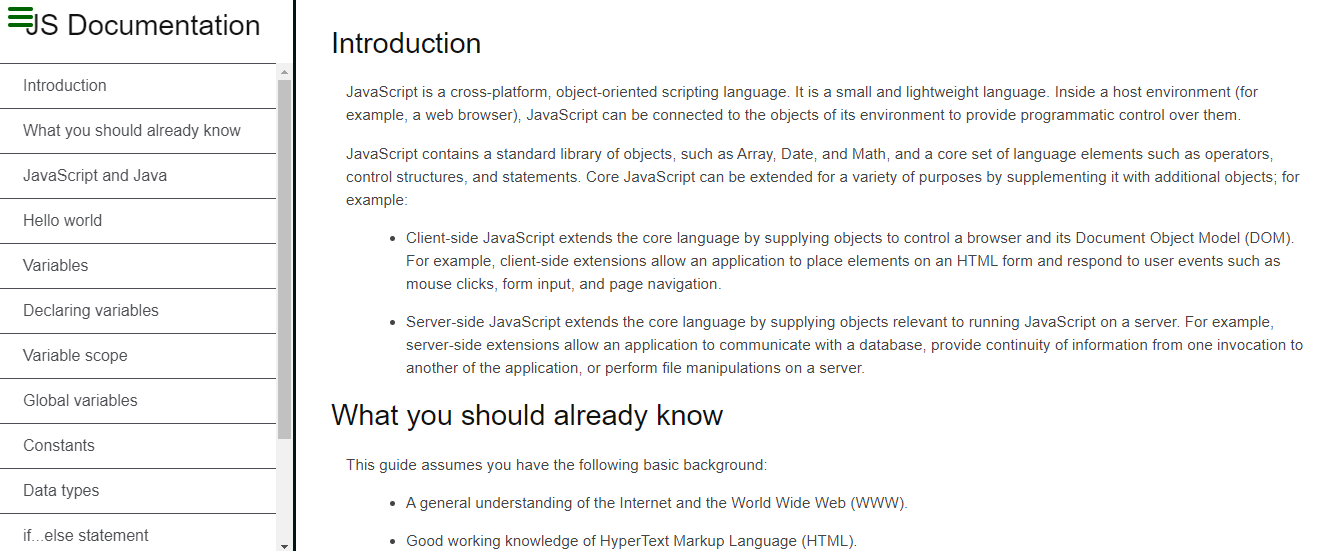 JS Documentation
Introduction
What you should already know
JavaScript and Java
Hello world
Variables
Declaring variables
Variable scope
Global variables
Constants
Data types
if...else statement
Introduction
JavaScript is a cross-platform, object-oriented scripting language. It is a small and lightweight language. Inside a host environment (for
example, a web browser), JavaScript can be connected to the objects of its environment to provide programmatic control over them.
JavaScript contains a standard library of objects, such as Array, Date, and Math, and a core set of language elements such as operators,
control structures, and statements. Core JavaScript can be extended for a variety of purposes by supplementing it with additional objects; for
example:
• Client-side JavaScript extends the core language by supplying objects to control a browser and its Document Object Model (DOM).
For example, client-side extensions allow an application to place elements on an HTML form and respond to user events such as
mouse clicks, form input, and page navigation.
• Server-side JavaScript extends the core language by supplying objects relevant to running JavaScript on a server. For example,
server-side extensions allow an application to communicate with a database, provide continuity of information from one invocation to
another of the application, or perform file manipulations on a server.
What you should already know
This guide assumes you have the following basic background:
• A general understanding of the Internet and the World Wide Web (WWW).
• Good working knowledge of HyperText Markup Language (HTML).